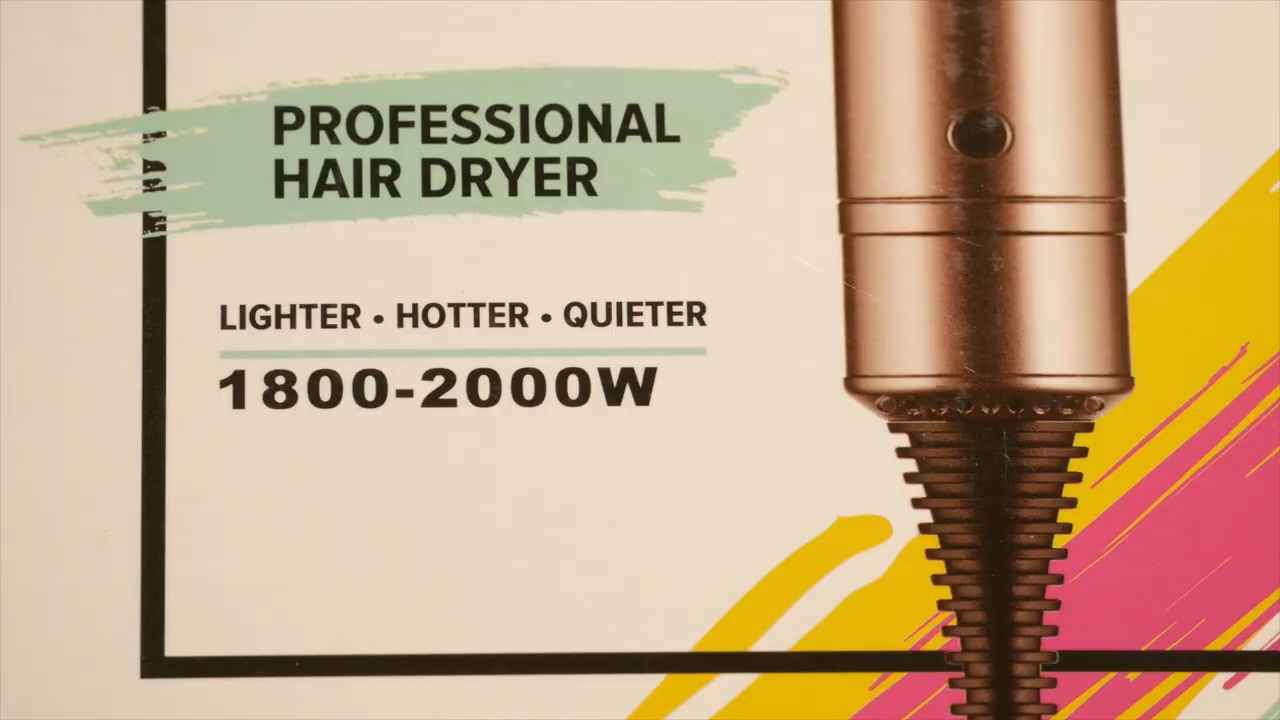 PROFESSIONAL
HAIR DRYER
LIGHTER • HOTTER • QUIETER
1800-2000W